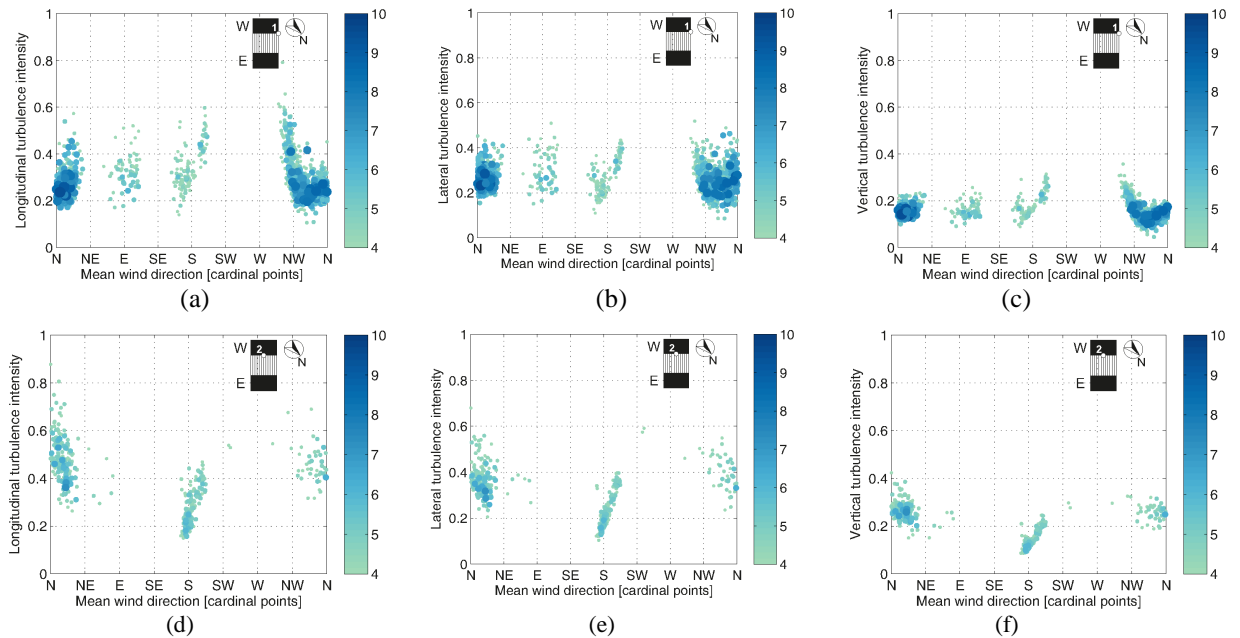 Longitudinal turbulence intensity
1
0.8
0.6
0.4
0.2
0
N NE E SE S SW W NW N
Mean wind direction [cardinal points]
W 1
E
N
10
9
8
7
6
5
4
(a)
Lateral turbulence intensity
1
0.8
0.6
0.4
0.2
0
N NE E SE S SW W NW N
Mean wind direction [cardinal points]
W 1
E
N
10
9
8
7
6
5
4
(b)
Vertical turbulence intensity
1
0.8
0.6
0.4
0.2
0
N NE E SE S SW W NW N
Mean wind direction [cardinal points]
W 1
E
N
10
9
8
7
6
5
4
(c)
Longitudinal turbulence intensity
1
0.8
0.6
0.4
0.2
0
N NE E SE S SW W NW N
Mean wind direction [cardinal points]
W 2
E
N
10
9
8
7
6
5
4
(d)
Lateral turbulence intensity
1
0.8
0.6
0.4
0.2
0
N NE E SE S SW W NW N
Mean wind direction [cardinal points]
W 2
E
N
10
9
8
7
6
5
4
(e)
Vertical turbulence intensity
1
0.8
0.6
0.4
0.2
0
N NE E SE S SW W NW N
Mean wind direction [cardinal points]
W 2
E
N
10
9
8
7
6
5
4
(f)